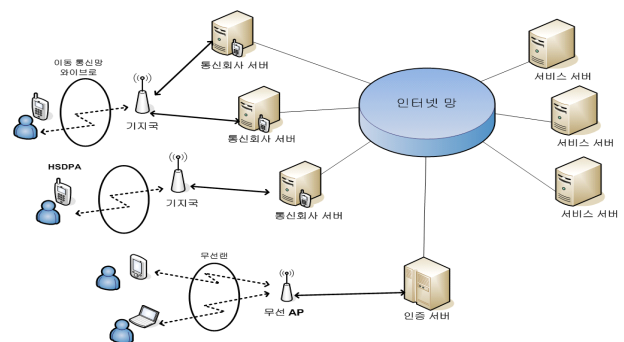 이동 통신망
와이브로
기지국
통신회사 서버
통신회사 서버
인터넷 망
서비스 서버
서비스 서버
서비스 서버
HSDPA
기지국
통신회사 서버
무선랜
무선 AP
인증 서버